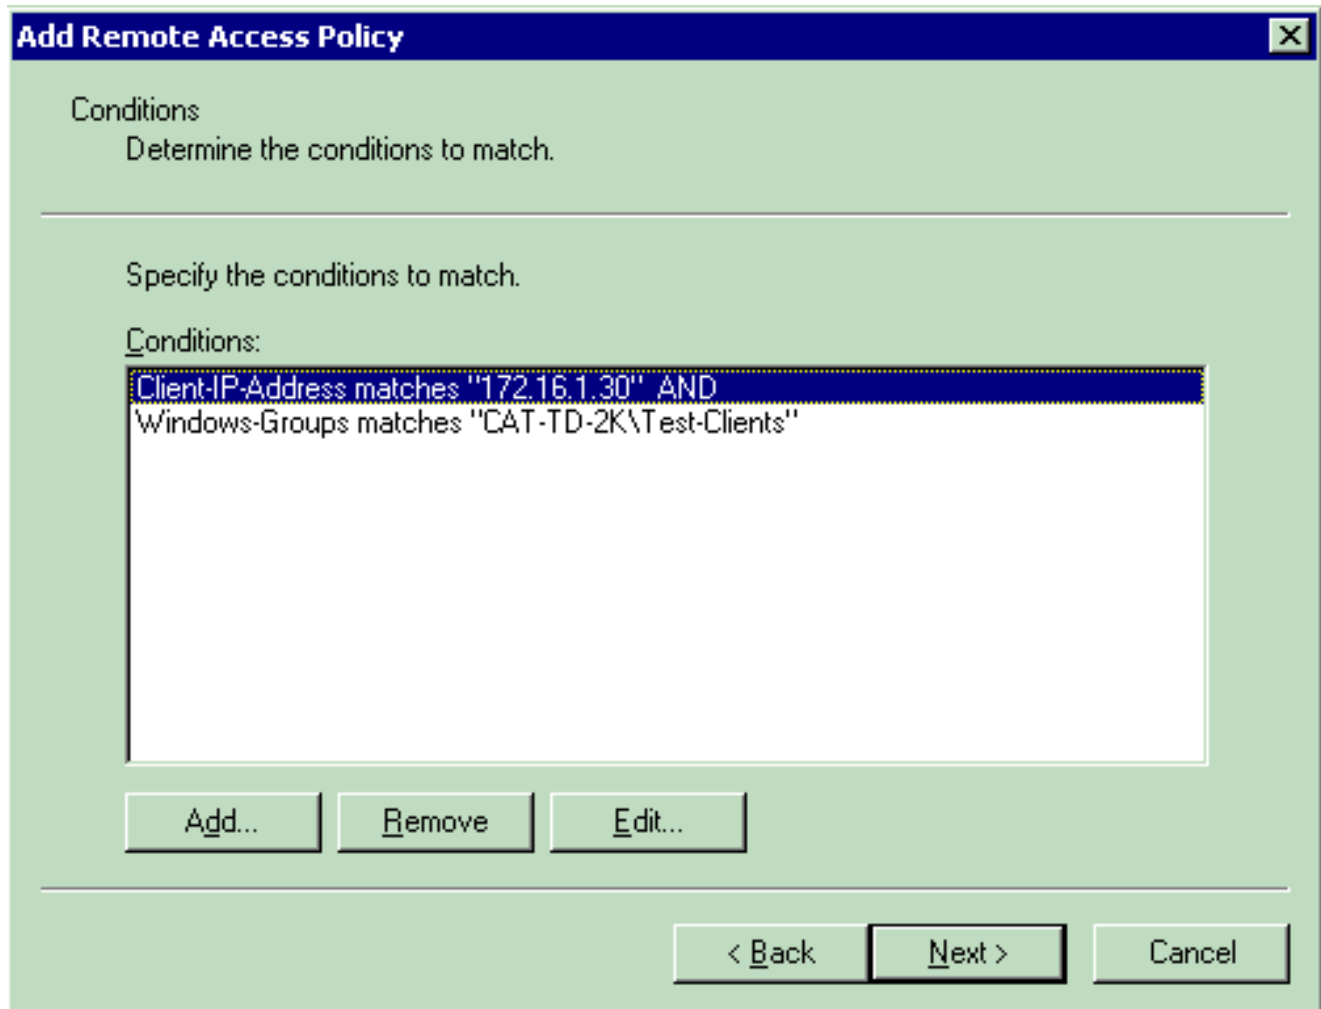 Add Remote Access Policy
Conditions
Determine the conditions to match.
Specify the conditions to match.
Conditions:
Client-IP-Address matches "172.16.1.30" AND
Windows-Groups matches "CAT-TD-2K\Test-Clients"
Add... Remove Edit...
< Back Next > Cancel